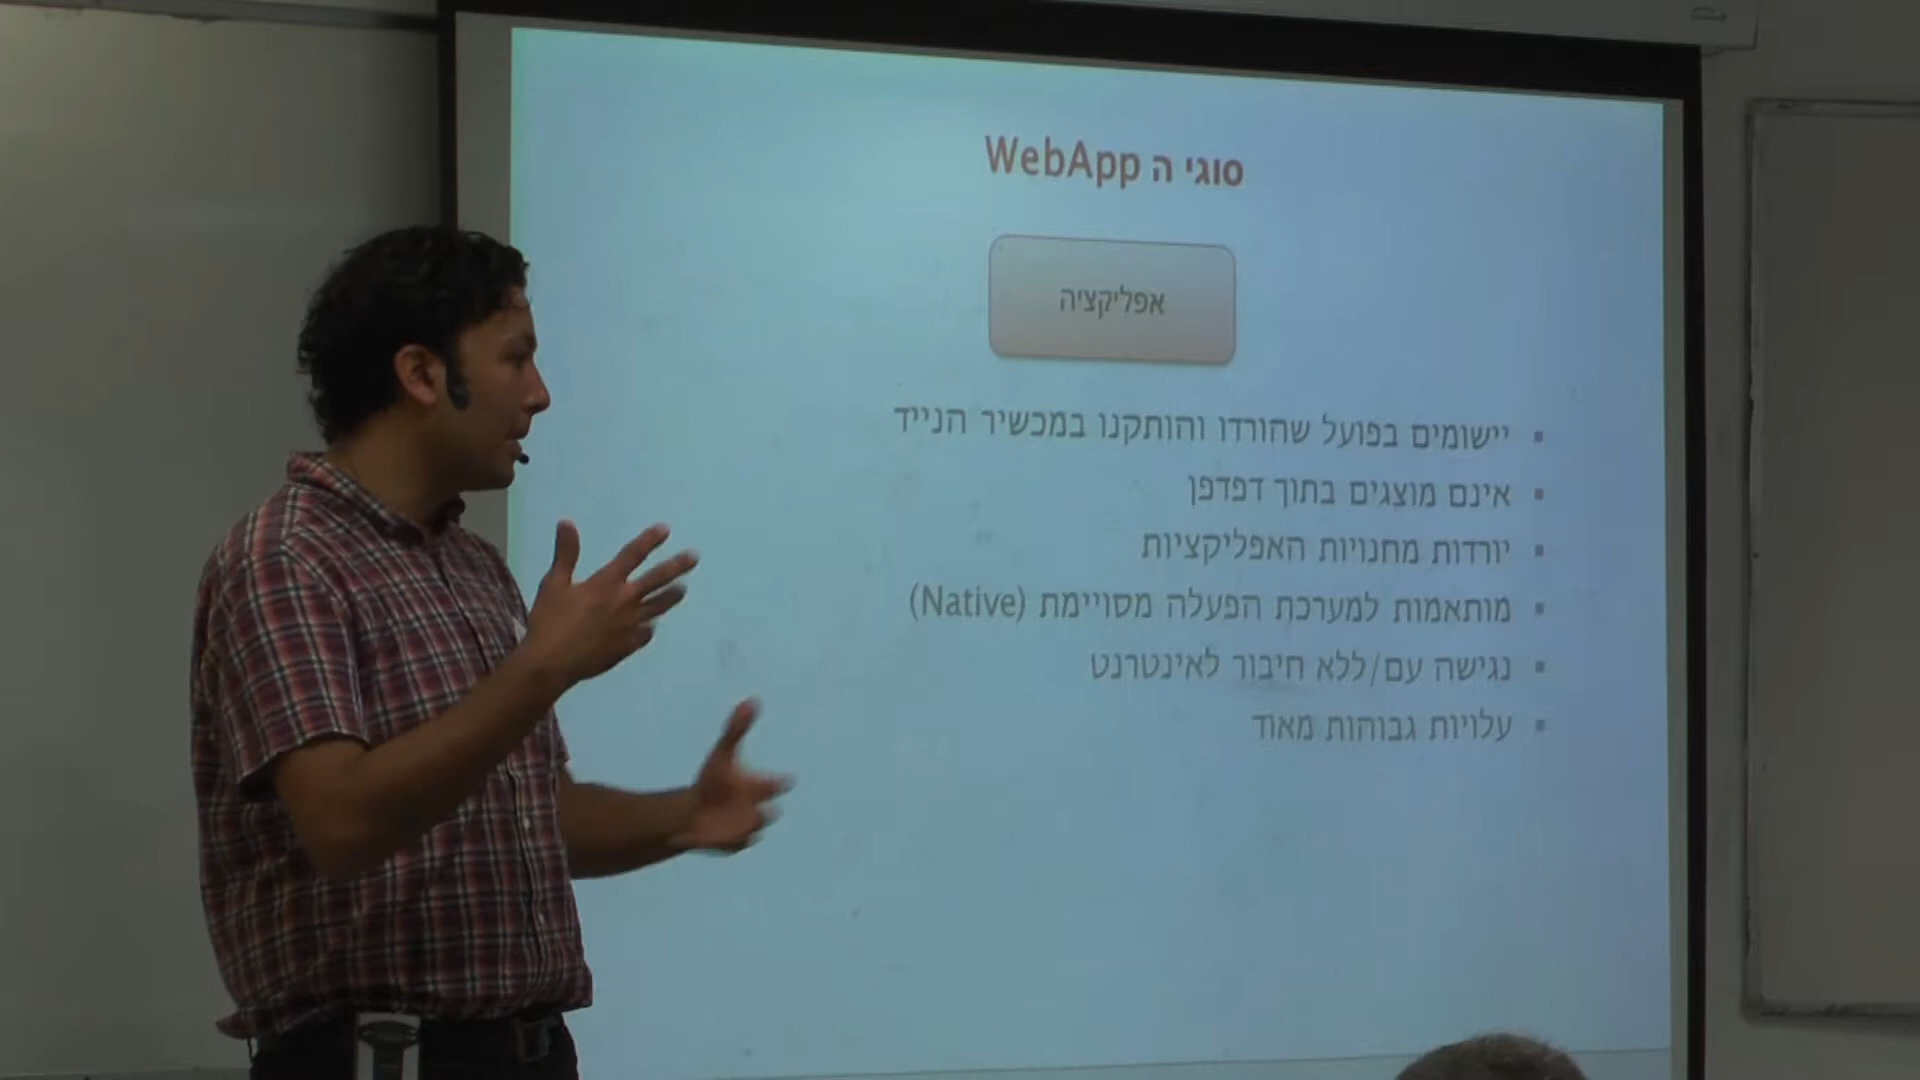 סוגי ה WebApp
אפליקציה
יישומים בפועל שהורדו והותקנו במכשיר הנייד
אינם מוצגים בתוך דפדפן
יורדות מחנויות האפליקציות
מותאמות למערכת הפעלה מסויימת (Native)
נגישה עם/ללא חיבור לאינטרנט
עלויות גבוהות מאוד